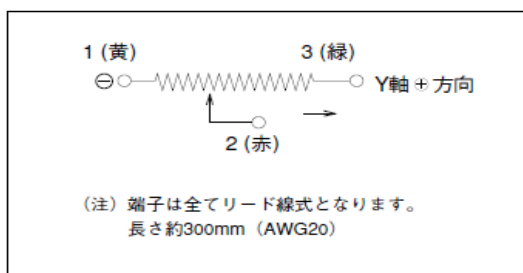 1 (黄) 3 (緑)
⊖ Y軸⊕方向
2 (赤)
(注) 端子は全てリード線式となります。
長さ約300mm (AWG2o)